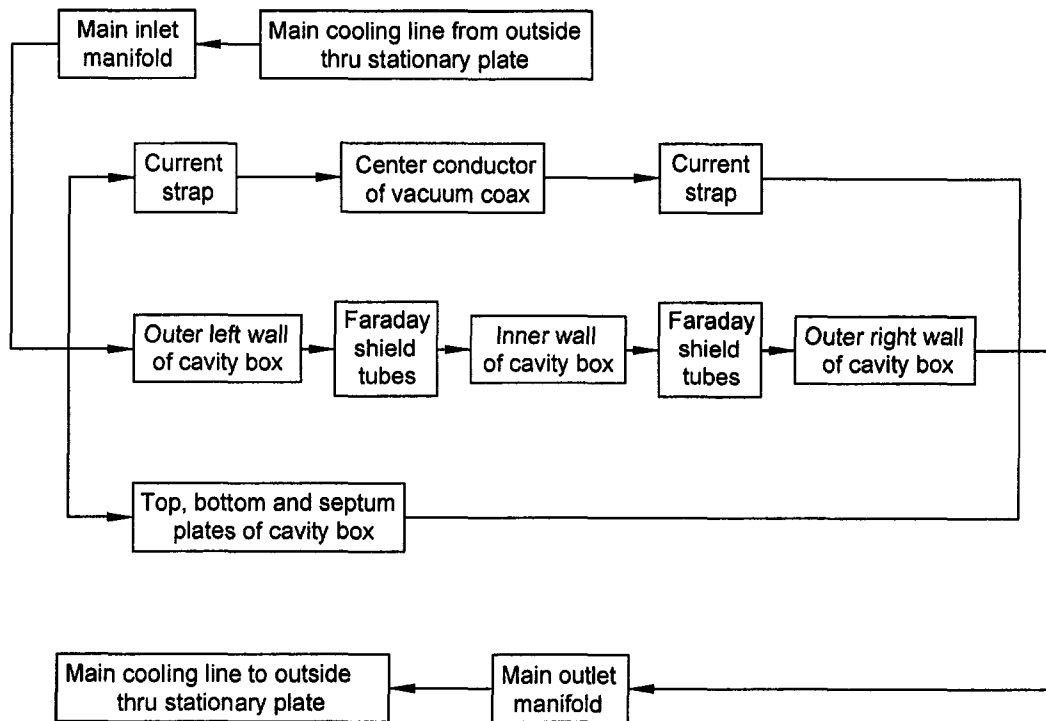 Main inlet
manifold
Main cooling line from outside
thru stationary plate
Current
strap
Center conductor
of vacuum coax
Current
strap
Outer left wall
of cavity box
Faraday
shield
tubes
Inner wall
of cavity box
Faraday
shield
tubes
Outer right wall
of cavity box
Top, bottom and septum
plates of cavity box
Main cooling line to outside
thru stationary plate
Main outlet
manifold